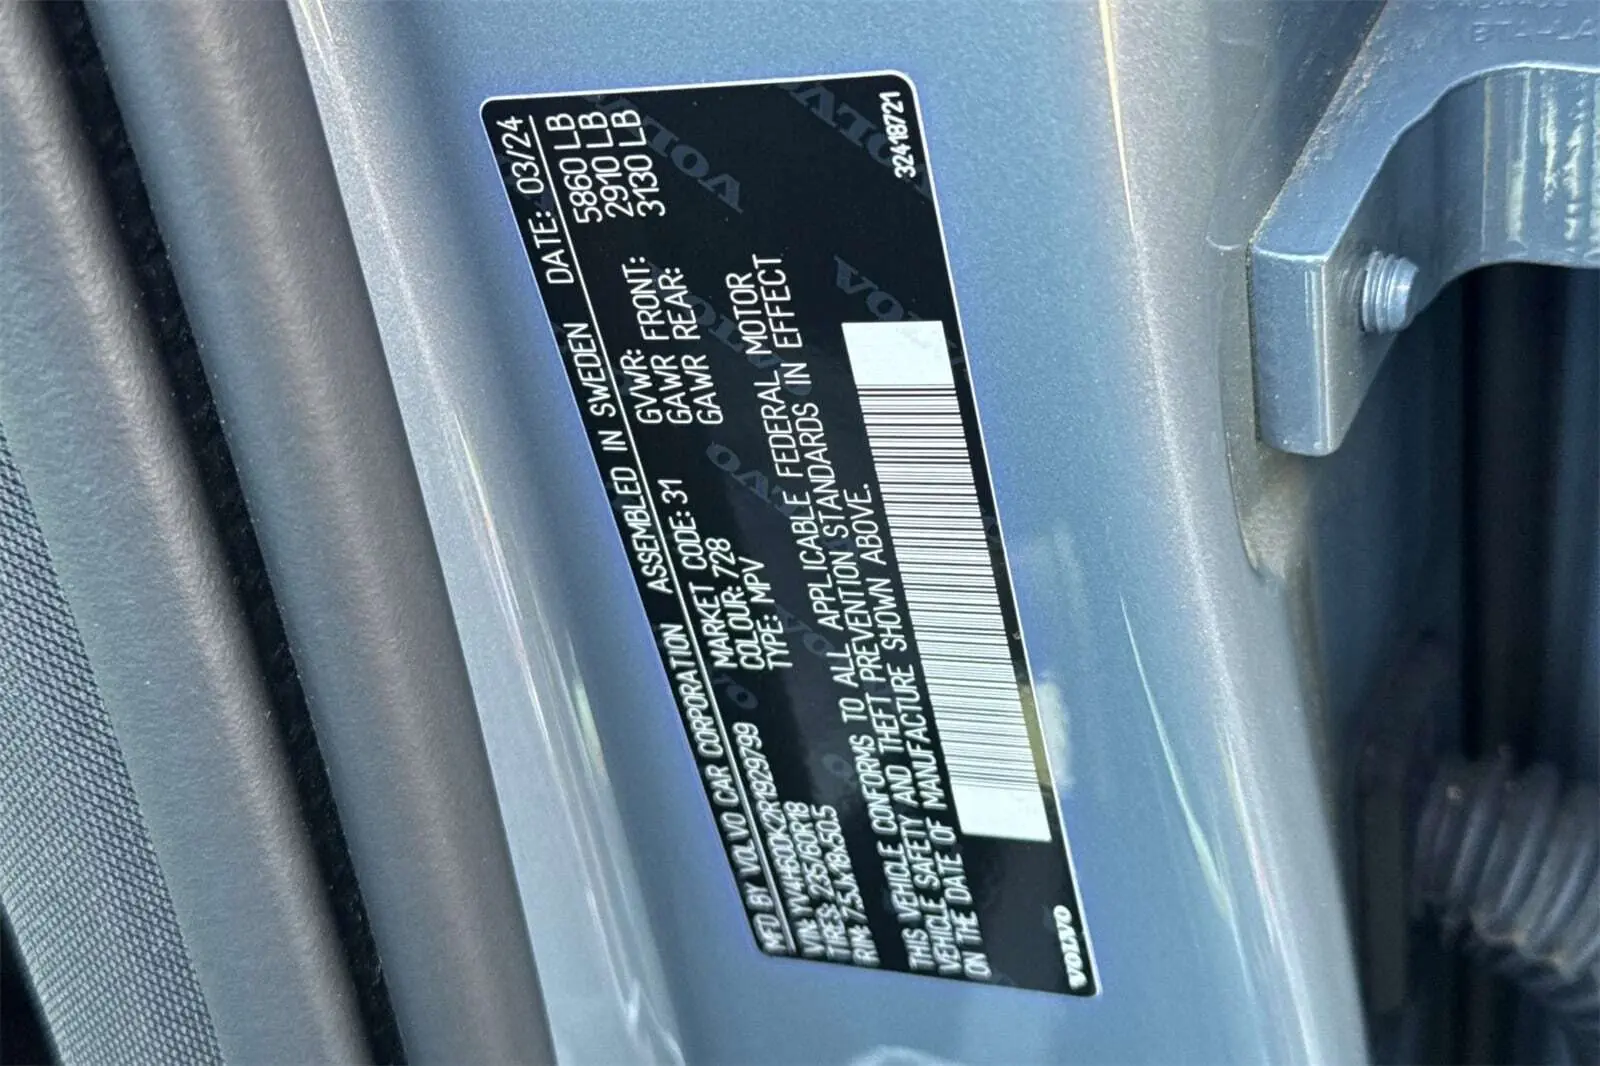 MFD BY VOLVO CAR CORPORATION ASSEMBLED IN SWEDEN DATE: 03/24
VIN: YV4H60DK2R1929799
TIRES: 235/60R18
RIM: 7.5Jx18x50.5
MARKET CODE: 31
COLOUR: 728
TYPE: MPV
GVWR: 5860 LB
GAWR FRONT: 2910 LB
GAWR REAR: 3130 LB
THIS VEHICLE CONFORMS TO ALL APPLICABLE FEDERAL MOTOR
VEHICLE SAFETY AND THEFT PREVENTION STANDARDS IN EFFECT
ON THE DATE OF MANUFACTURE SHOWN ABOVE.
VOLVO
32418721